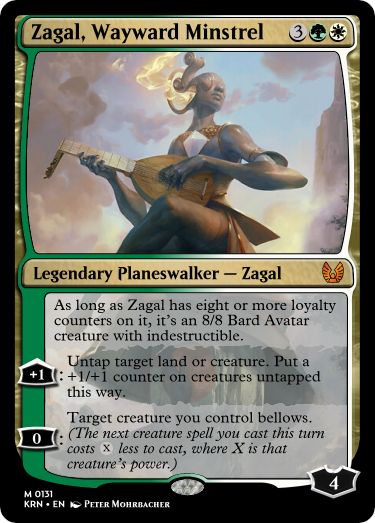 Zagal, Wayward Minstrel 3
Legendary Planeswalker — Zagal
As long as Zagal has eight or more loyalty
counters on it, it's an 8/8 Bard Avatar
creature with indestructible.
+1: Untap target land or creature. Put a
+1/+1 counter on creatures untapped
this way.
0: Target creature you control bellows.
(The next creature spell you cast this turn
costs X less to cast, where X is that
creature's power.)
4
M 0131
KRN • EN Peter Mohrbacher